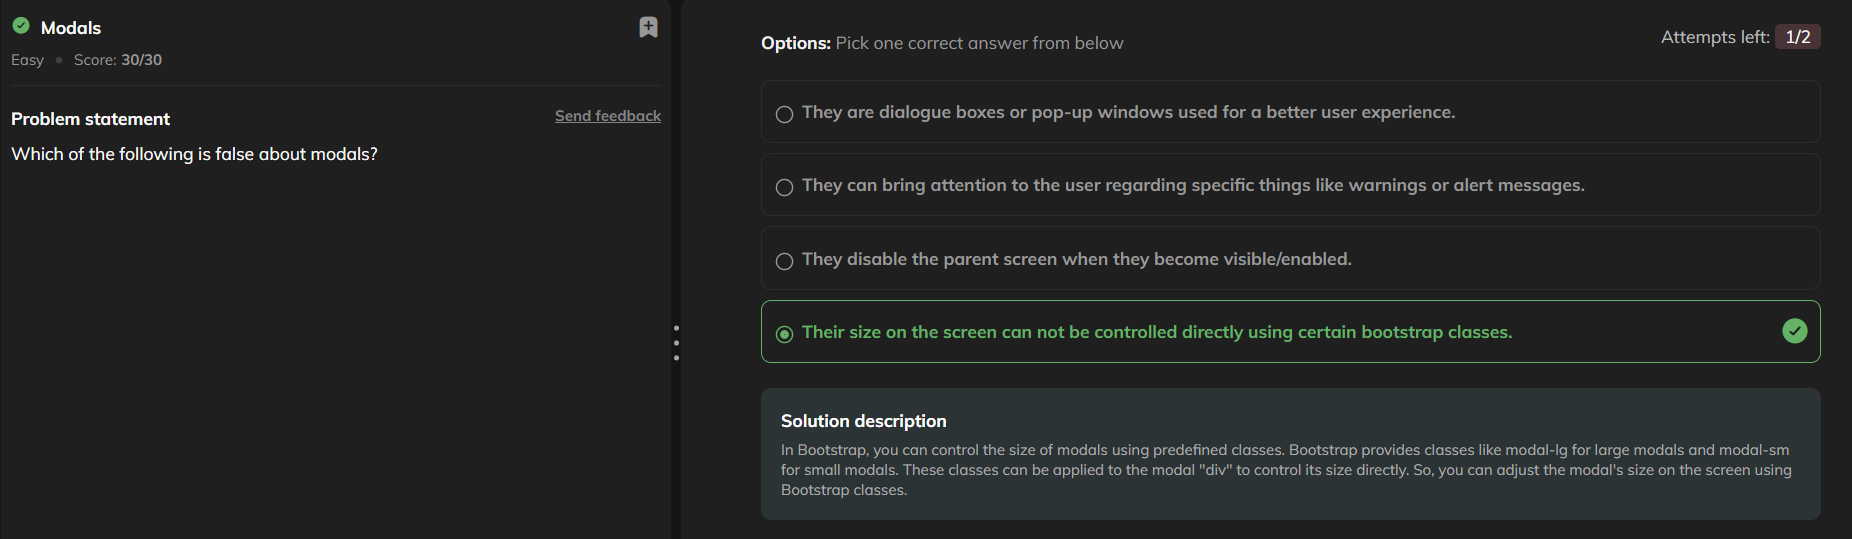 Modals
Easy • Score: 30/30
Problem statement
Send feedback
Which of the following is false about modals?
Options: Pick one correct answer from below
Attempts left: 1/2
They are dialogue boxes or pop-up windows used for a better user experience.
They can bring attention to the user regarding specific things like warnings or alert messages.
They disable the parent screen when they become visible/enabled.
Their size on the screen can not be controlled directly using certain bootstrap classes.
Solution description
In Bootstrap, you can control the size of modals using predefined classes. Bootstrap provides classes like modal-lg for large modals and modal-sm
for small modals. These classes can be applied to the modal "div" to control its size directly. So, you can adjust the modal's size on the screen using
Bootstrap classes.